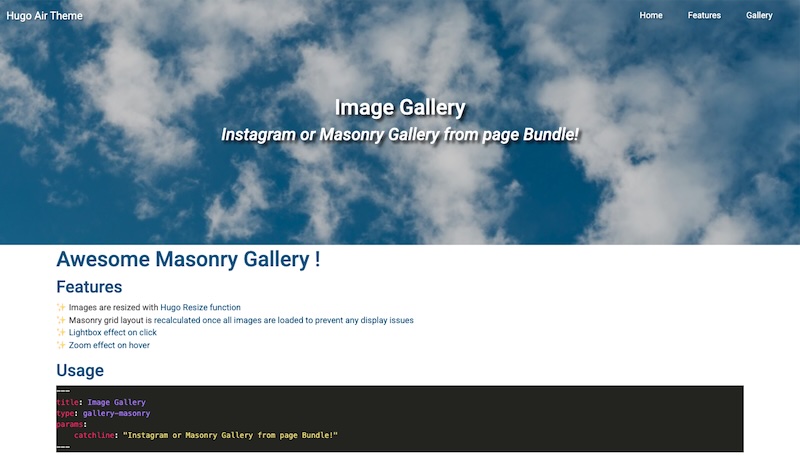 Hugo Air Theme
Home Features Gallery
Image Gallery
Instagram or Masonry Gallery from page Bundle!
Awesome Masonry Gallery !
Features
✨ Images are resized with Hugo Resize function
✨ Masonry grid layout is recalculated once all images are loaded to prevent any display issues
✨ Lightbox effect on click
✨ Zoom effect on hover
Usage
---
title: Image Gallery
type: gallery-masonry
params:
    catchline: "Instagram or Masonry Gallery from page Bundle!"
---